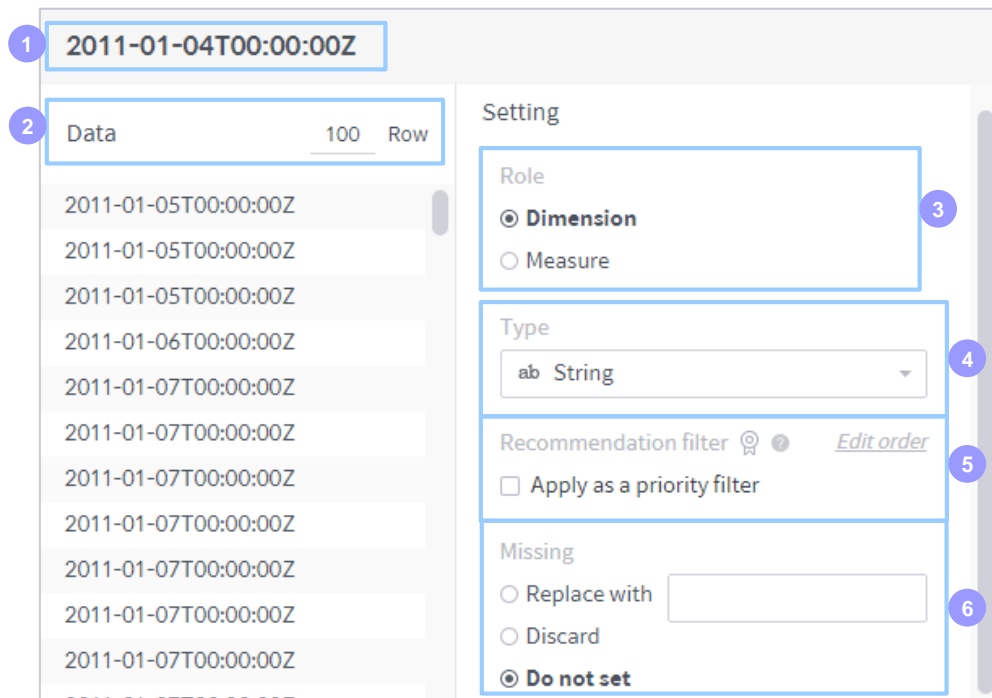 1
2011-01-04T00:00:00Z
2
Data 100 Row
2011-01-05T00:00:00Z
2011-01-05T00:00:00Z
2011-01-05T00:00:00Z
2011-01-06T00:00:00Z
2011-01-07T00:00:00Z
2011-01-07T00:00:00Z
2011-01-07T00:00:00Z
2011-01-07T00:00:00Z
2011-01-07T00:00:00Z
2011-01-07T00:00:00Z
2011-01-07T00:00:00Z
Setting
Role
Dimension
Measure
3
Type
ab String
4
Recommendation filter ? Edit order
Apply as a priority filter
5
Missing
Replace with
Discard
Do not set
6